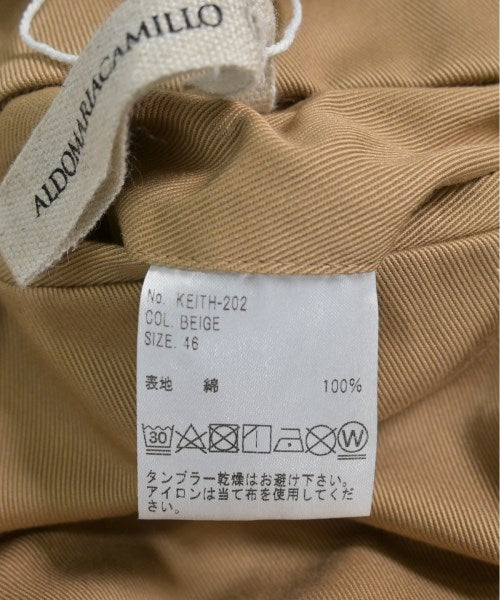 ALDOMARIACAMILLO
No. KEITH-202
COL. BEIGE
SIZE. 46
表地 綿 100%
30 W
タンブラー乾燥はお避け下さい。
アイロンは当て布を使用してくだ
さい。